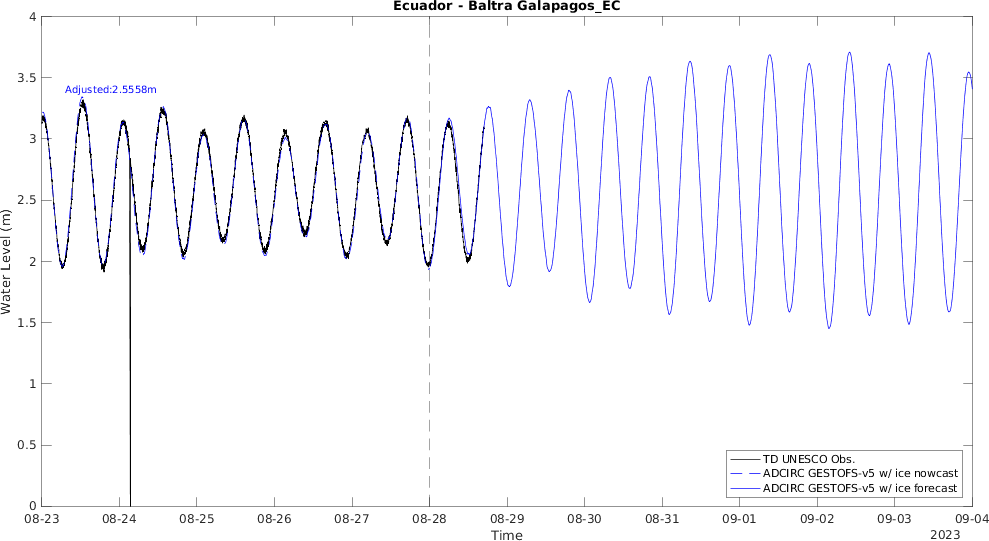 Ecuador - Baltra Galapagos_EC
Adjusted:2.5558m
Water Level (m)
4
3.5
3
2.5
2
1.5
1
0.5
0
TD UNESCO Obs.
ADCIRC GESTOFS-v5 w/ ice nowcast
ADCIRC GESTOFS-v5 w/ ice forecast
08-23 08-24 08-25 08-26 08-27 08-28 08-29 08-30 08-31 09-01 09-02 09-03 09-04
Time
2023